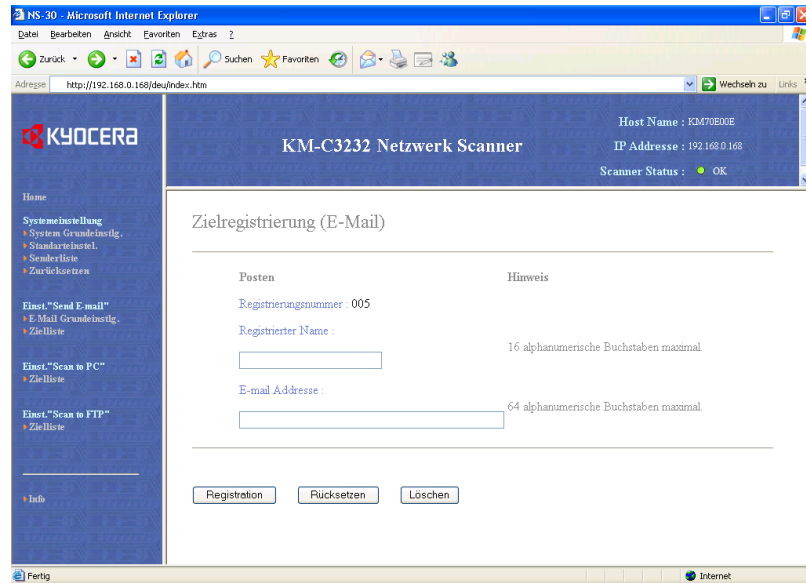 NS-30 - Microsoft Internet Explorer
Datei Bearbeiten Ansicht Favoriten Extras ?
Zurück Suchen Favoriten
Adresse http://192.168.0.168/deu/index.htm Wechseln zu Links
KYOCERA
KM-C3232 Netzwerk Scanner
Host Name : KM70E00E
IP Addresse : 192.168.0.168
Scanner Status : OK
Home
Systemeinstellung
System Grundeinstlg.
Standarteinstel.
Senderliste
Zurücksetzen
Einst."Send E-mail"
E-Mail Grundeinstlg.
Zielliste
Einst."Scan to PC"
Zielliste
Einst."Scan to FTP"
Zielliste
Info
Zielregistrierung (E-Mail)
Posten Hinweis
Registrierungsnummer : 005
Registrierter Name :
16 alphanumerische Buchstaben maximal.
E-mail Addresse :
64 alphanumerische Buchstaben maximal.
Registration Rücksetzen Löschen
Fertig Internet